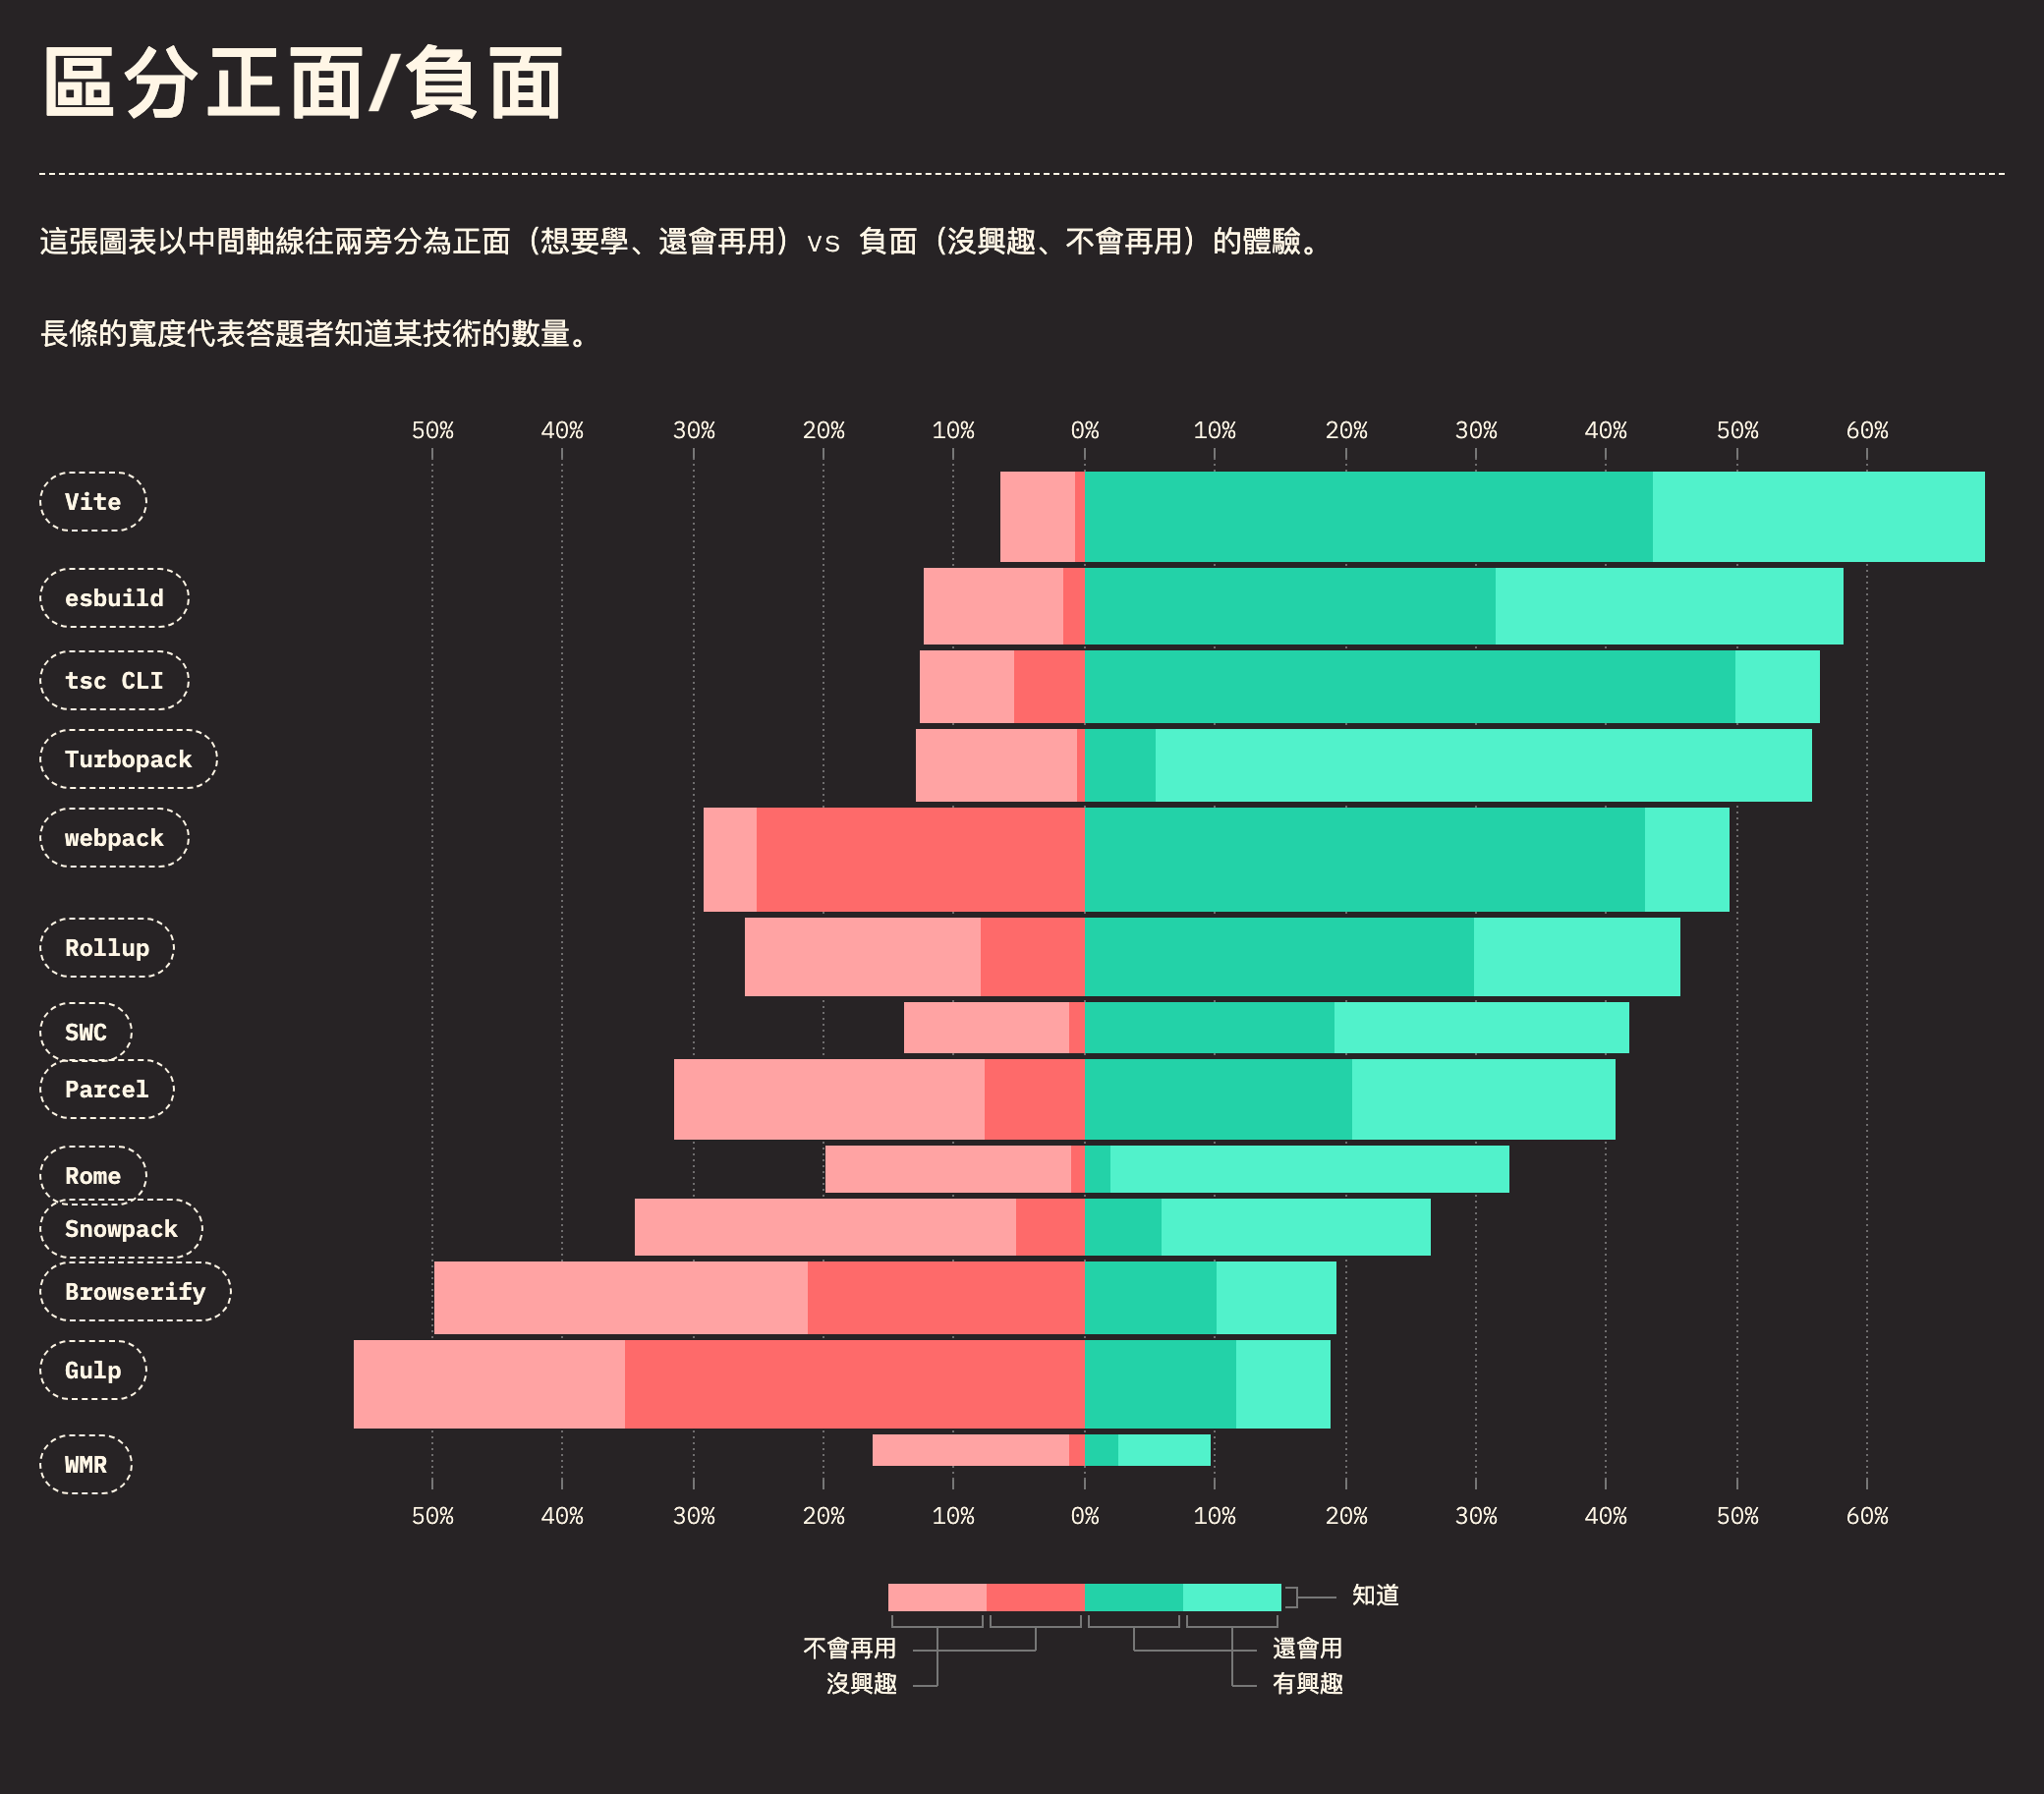 區分正面/負面
這張圖表以中間軸線往兩旁分為正面（想要學、還會再用）vs 負面（沒興趣、不會再用）的體驗。
長條的寬度代表答題者知道某技術的數量。
50% 40% 30% 20% 10% 0% 10% 20% 30% 40% 50% 60%
Vite
esbuild
tsc CLI
Turbopack
webpack
Rollup
SWC
Parcel
Rome
Snowpack
Browserify
Gulp
WMR
50% 40% 30% 20% 10% 0% 10% 20% 30% 40% 50% 60%
知道
不會再用 還會用
沒興趣 有興趣